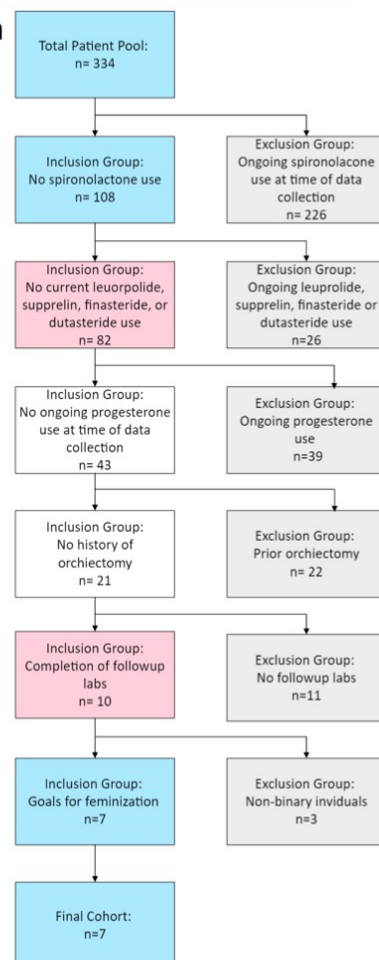 Total Patient Pool:
n= 334
Inclusion Group:
No spironolactone use
n= 108
Exclusion Group:
Ongoing spironolacone
use at time of data
collection
n= 226
Inclusion Group:
No current leuorpolide,
supprelin, finasteride, or
dutasteride use
n= 82
Exclusion Group:
Ongoing leuprolide,
supprelin, finasteride or
dutasteride use
n=26
Inclusion Group:
No ongoing progesterone
use at time of data
collection
n= 43
Exclusion Group:
Ongoing progesterone
use
n=39
Inclusion Group:
No history of
orchiectomy
n= 21
Exclusion Group:
Prior orchiectomy
n= 22
Inclusion Group:
Completion of followup
labs
n= 10
Exclusion Group:
No followup labs
n=11
Inclusion Group:
Goals for feminization
n=7
Exclusion Group:
Non-binary inviduals
n=3
Final Cohort:
n=7